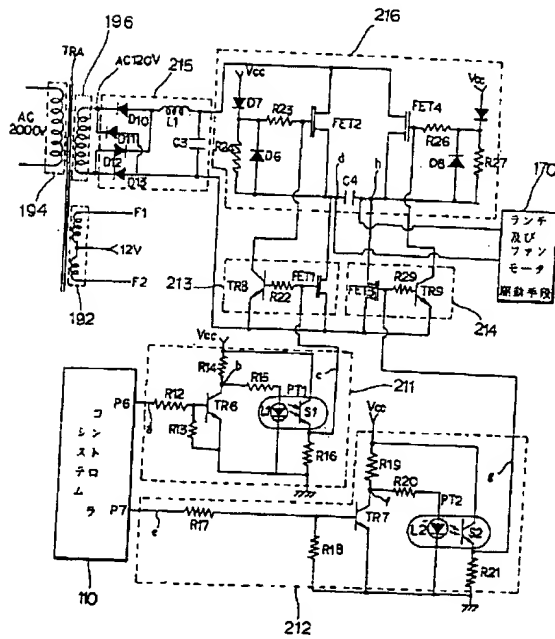 196
TRA
AC120V
215
216
AC
2000V
D10
D11
D12
D13
L1
C3
194
F1
12V
F2
192
Vcc
D7
R23
FET2
R24
D6
d
C4
h
FET4
R26
D8
R27
Vcc
170
ランチ
及び
ファン
モータ
駆動手段
213
TR8
R22
FET1
FET3
R29
TR9
214
コントロ
システムラ
P6
a
R12
R13
Vcc
R14
b
TR6
R15
PT1
L1
S1
R16
c
211
P7
e
R17
R18
Vcc
R19
f
TR7
R20
PT2
L2
S2
R21
g
110
212